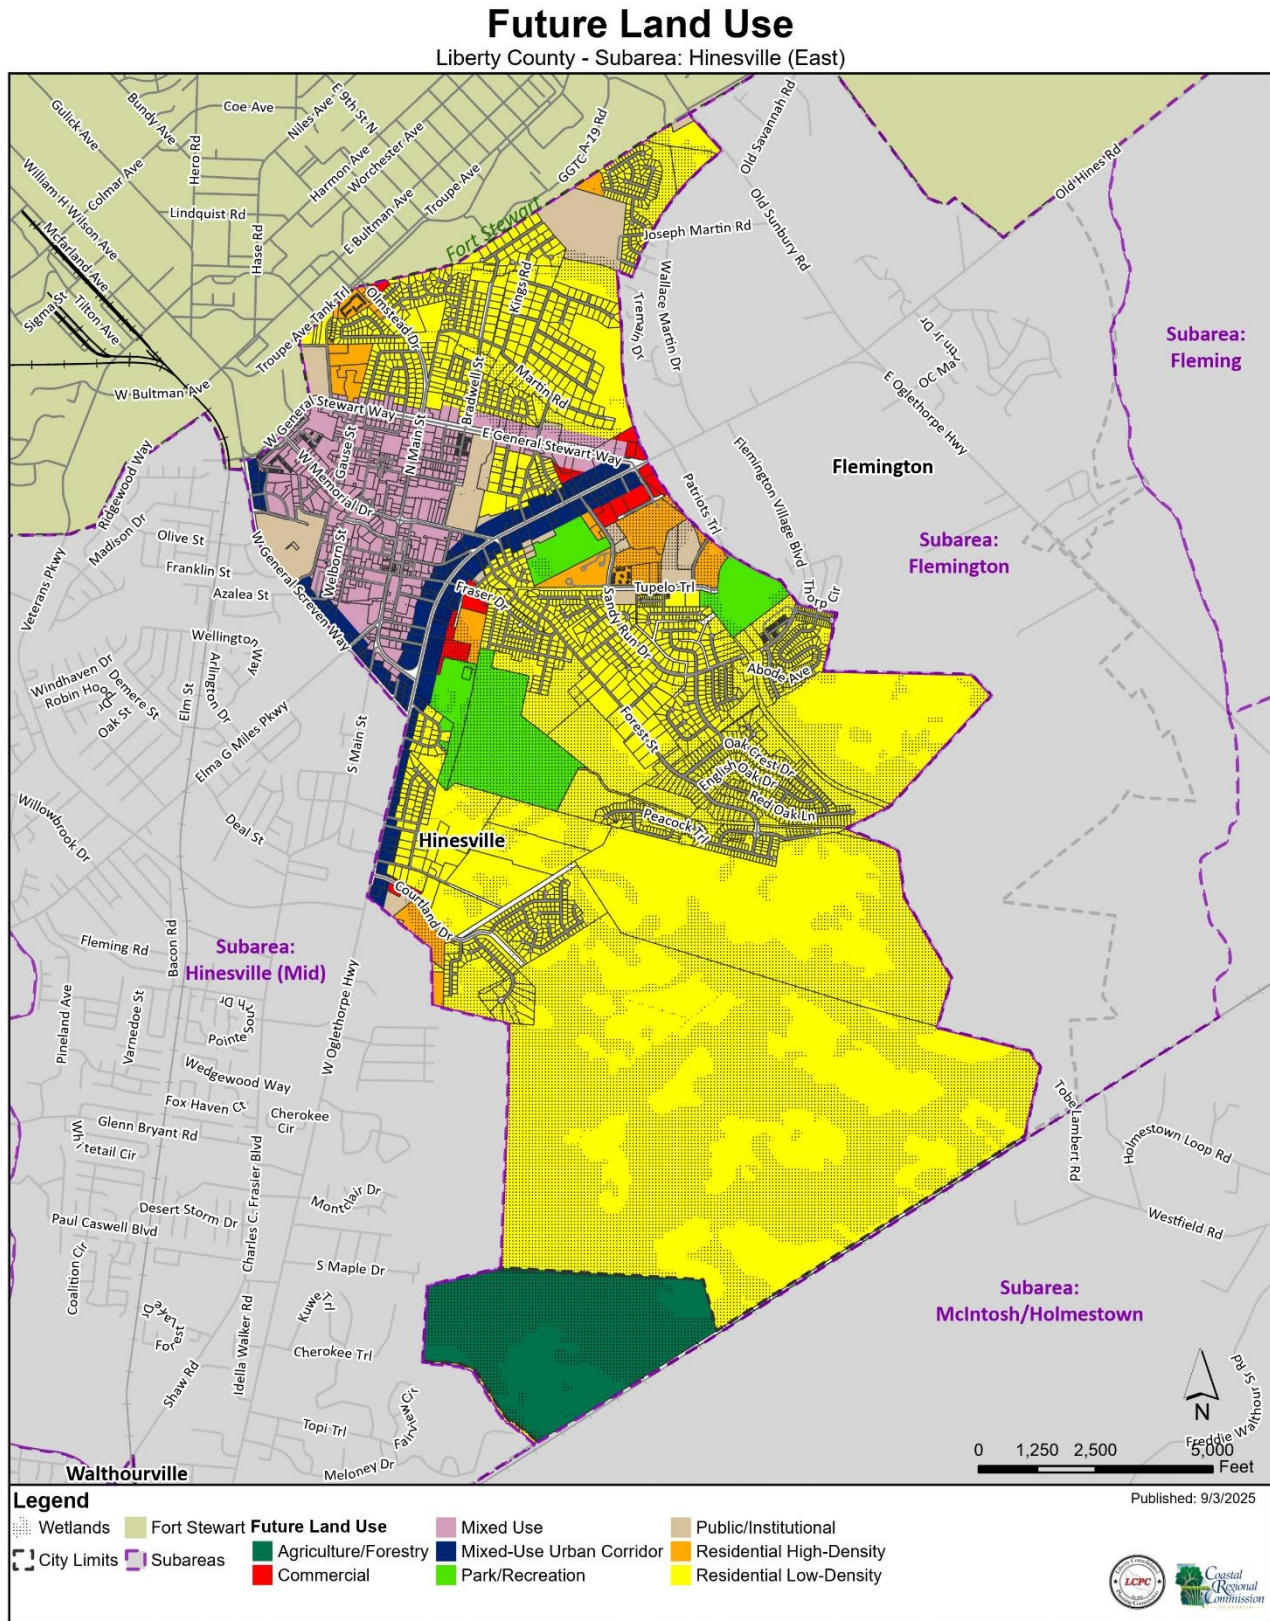 Future Land Use
Liberty County - Subarea: Hinesville (East)
Gulick Ave
Bundy Ave
Coe Ave
Niles Ave
E 9th St N
Hero Rd
Harmon Ave
Worchester Ave
GGTC A-19 Rd
Old Savannah Rd
William H Wilson Ave
Colmar Ave
Troupe Ave
Old Hines Rd
Lindquist Rd
E Bultman Ave
Old Sunbury Rd
Hase Rd
Fort Stewart
Joseph Martin Rd
Mcfarland Ave
Sigma St
Tilton Ave
Troupe Ave Tank Trl
Olmstead Dr
Kings Rd
Wallace Martin Dr
Tremain Dr
Subarea:
Fleming
W Bultman Ave
Bradwell St
Martin Rd
E Oglethorpe Hwy
W General Stewart Way
Gause St
N Main St
E General Stewart Way
Flemington
Ridgewood Way
W Memorial Dr
Patriots Trl
Flemington Village Blvd
Madison Dr
Olive St
Subarea:
Flemington
Veterans Pkwy
Franklin St
Azalea St
W General Screven Way
Welborn St
Fraser Dr
Sandy Run Dr
Tupelo Trl
Thorp Cir
Wellington Way
Windhaven Dr
Robin Hood Dr
Demere St
Oak St
Elm St
Arlington Dr
Abode Ave
Elma G Miles Pkwy
S Main St
Forest St
Oak Crest Dr
English Oak Dr
Red Oak Ln
Willowbrook Dr
Deal St
Peacock Trl
Hinesville
Courtland Dr
Fleming Rd
Bacon Rd
Subarea:
Hinesville (Mid)
Pineland Ave
Varnedoe St
W Oglethorpe Hwy
Wedgewood Way
Fox Haven Ct
Cherokee
Cir
Glenn Bryant Rd
Whitetail Cir
Charles C. Frasier Blvd
Tobe Lambert Rd
Holmestown Loop Rd
Montclair Dr
Desert Storm Dr
Paul Caswell Blvd
Westfield Rd
Coalition Cir
S Maple Dr
Subarea:
McIntosh/Holmestown
Kuwe Trl
Idella Walker Rd
Cherokee Trl
Shaw Rd
Fairview Cir
Topi Trl
Meloney Dr
Freddie Walthour Sr Rd
N
Walthourville
0 1,250 2,500 5,000
Feet
Published: 9/3/2025
Legend
Wetlands
City Limits
Fort Stewart
Subareas
Future Land Use
Agriculture/Forestry
Commercial
Mixed Use
Mixed-Use Urban Corridor
Park/Recreation
Public/Institutional
Residential High-Density
Residential Low-Density
LCPC
Coastal
Regional
Commission